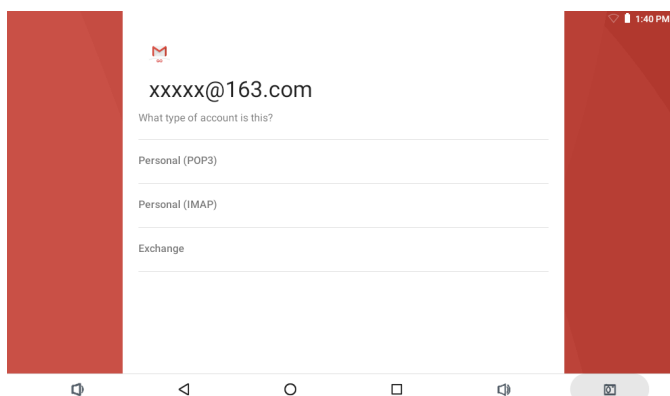 1:40 PM
xxxxx@163.com
What type of account is this?
Personal (POP3)
Personal (IMAP)
Exchange